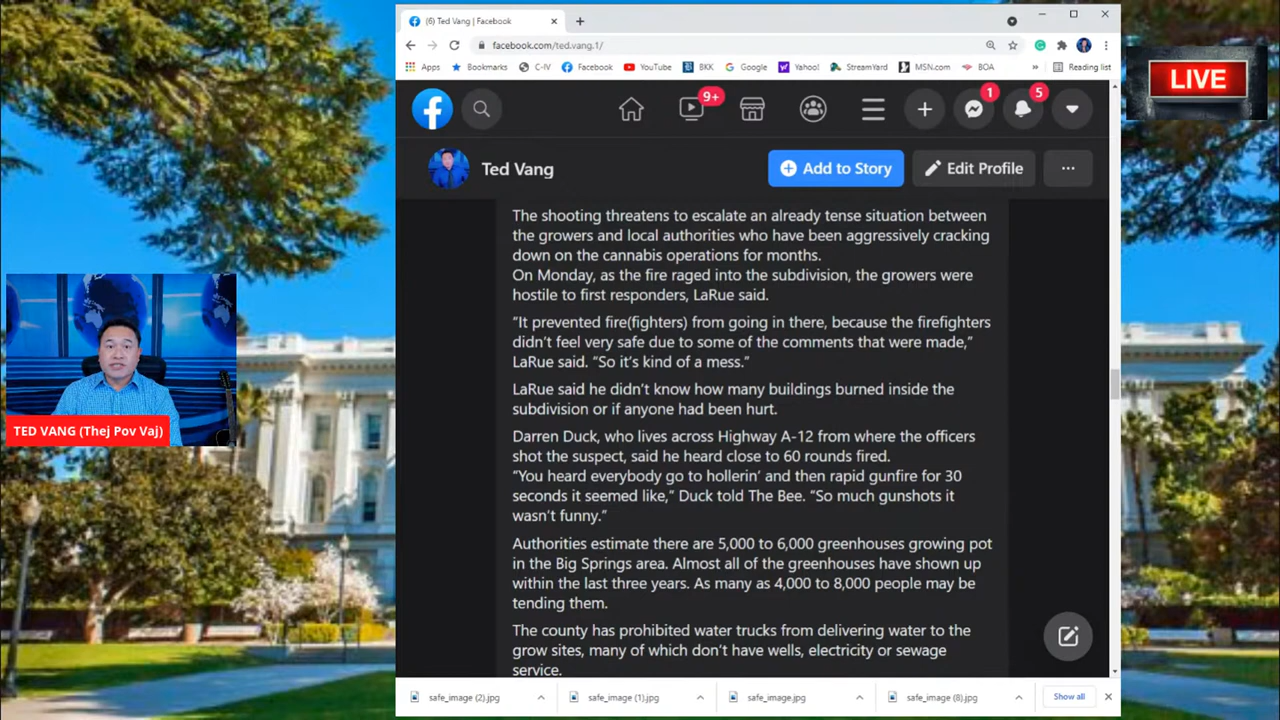 (6) Ted Vang | Facebook
facebook.com/ted.vang.1/
Apps Bookmarks C-IV Facebook YouTube BKK Google Yahoo! StreamYard MSN.com BOA » Reading list
LIVE
9+
1
5
Ted Vang
Add to Story
Edit Profile
The shooting threatens to escalate an already tense situation between
the growers and local authorities who have been aggressively cracking
down on the cannabis operations for months.
On Monday, as the fire raged into the subdivision, the growers were
hostile to first responders, LaRue said.
“It prevented fire(fighters) from going in there, because the firefighters
didn’t feel very safe due to some of the comments that were made,”
LaRue said. “So it’s kind of a mess.”
LaRue said he didn’t know how many buildings burned inside the
subdivision or if anyone had been hurt.
Darren Duck, who lives across Highway A-12 from where the officers
shot the suspect, said he heard close to 60 rounds fired.
“You heard everybody go to hollerin’ and then rapid gunfire for 30
seconds it seemed like,” Duck told The Bee. “So much gunshots it
wasn’t funny.”
Authorities estimate there are 5,000 to 6,000 greenhouses growing pot
in the Big Springs area. Almost all of the greenhouses have shown up
within the last three years. As many as 4,000 to 8,000 people may be
tending them.
The county has prohibited water trucks from delivering water to the
grow sites, many of which don’t have wells, electricity or sewage
service.
TED VANG (Thej Pov Vaj)
safe_image (2).jpg
safe_image (1).jpg
safe_image.jpg
safe_image (8).jpg
Show all